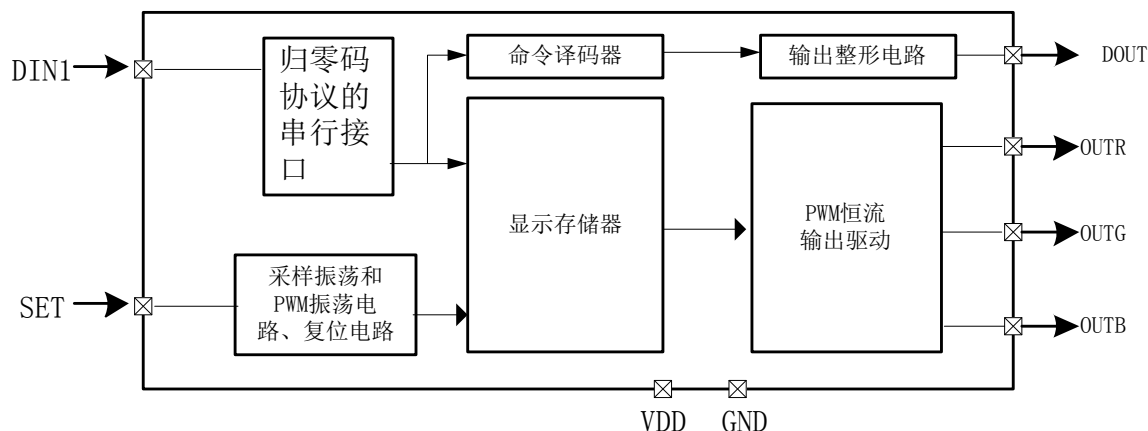 DIN1
归零码
协议的
串行接
口
命令译码器
输出整形电路
DOUT
显示存储器
PWM恒流
输出驱动
OUTR
OUTG
OUTB
SET
采样振荡和
PWM振荡电
路、复位电路
VDD
GND